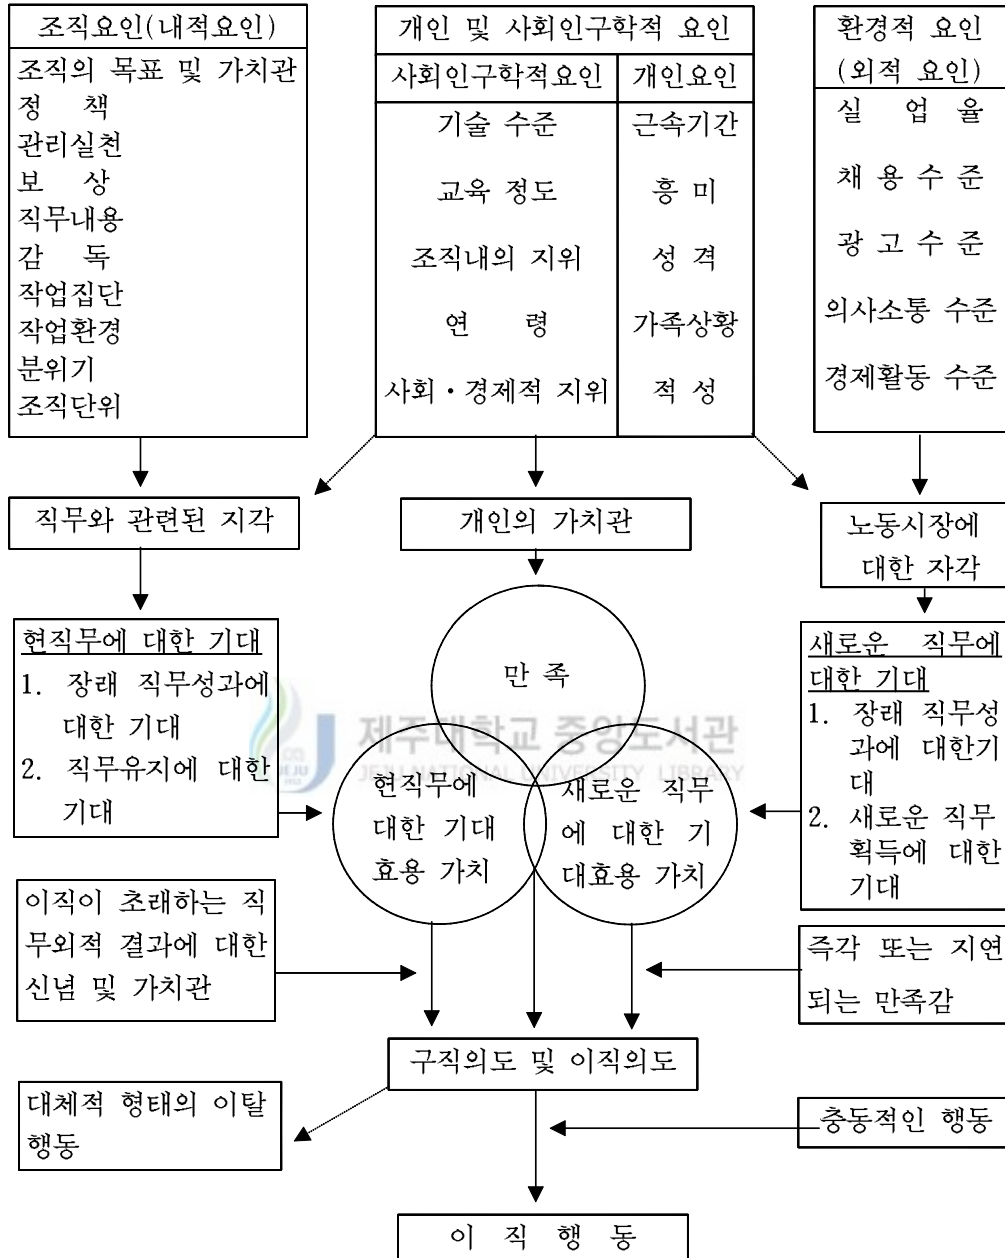 조직요인(내적요인)
조직의 목표 및 가치관
정 책
관리실천
보 상
직무내용
감 독
작업집단
작업환경
분위기
조직단위
개인 및 사회인구학적 요인
사회인구학적요인
기술 수준
교육 정도
조직내의 지위
연 령
사회·경제적 지위
개인요인
근속기간
흥 미
성 격
가족상황
적 성
환경적 요인
(외적 요인)
실 업 율
채 용 수 준
광 고 수 준
의사소통 수준
경제활동 수준
직무와 관련된 지각
개인의 가치관
노동시장에
대한 자각
현직무에 대한 기대
1. 장래 직무성과에
대한 기대
2. 직무유지에 대한
기대
만 족
현직무에
대한 기대
효용 가치
새로운 직무
에 대한 기
대효용 가치
새로운 직무에
대한 기대
1. 장래 직무성
과에 대한기
대
2. 새로운 직무
획득에 대한
기대
제주대학교 중앙도서관
JEJU NATIONAL UNIVERSITY LIBRARY
JEJU
1952
이직이 초래하는 직
무외적 결과에 대한
신념 및 가치관
즉각 또는 지연
되는 만족감
구직의도 및 이직의도
대체적 형태의 이탈
행동
충동적인 행동
이 직 행 동